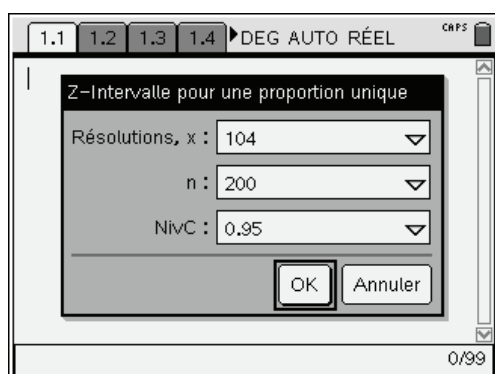 1.1 1.2 1.3 1.4 DEG AUTO RÉEL CAPS
Z-Intervalle pour une proportion unique
Résolutions, x : 104
n : 200
NivC : 0.95
OK Annuler
0/99